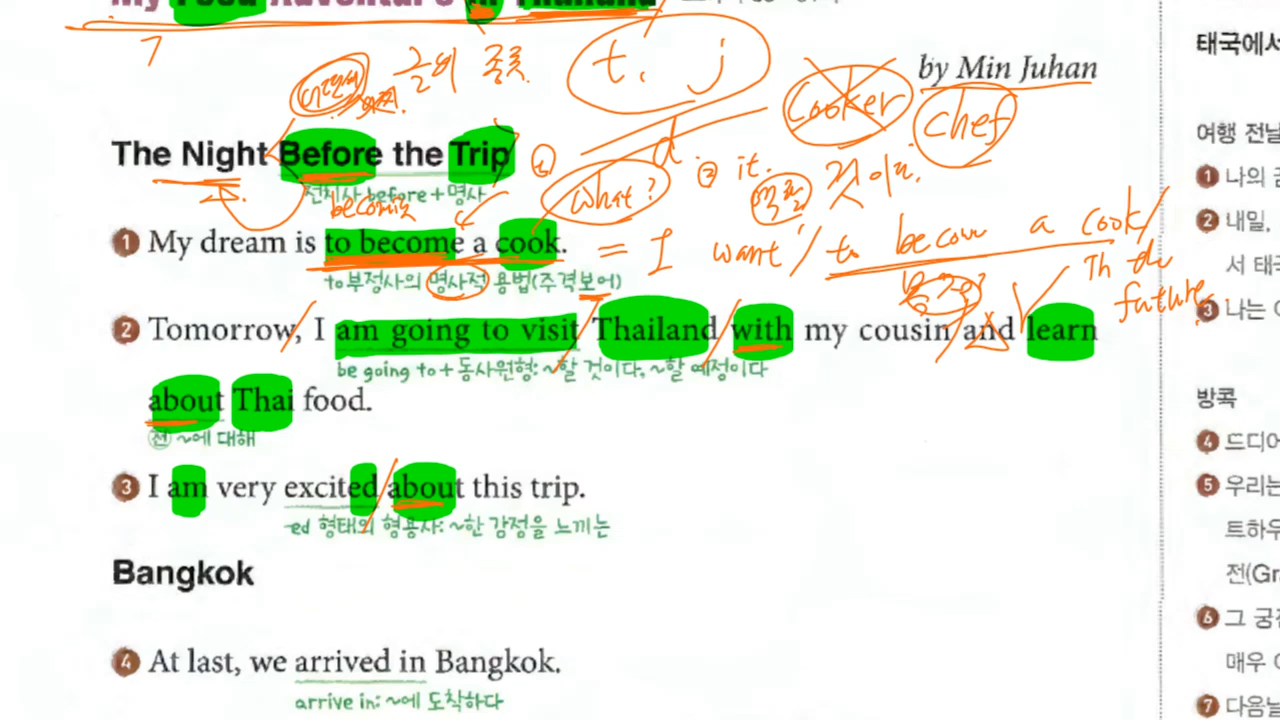 My Food Adventure in Thailand
7
글의 종류
t. j
by Min Juhan
cooker
chef
The Night Before the Trip
전치사 before + 명사
what?
② it.
것이다.
becoming
① My dream is to become a cook.
= I want / to become a cook /
to부정사의 명사적 용법(주격보어)
In the
future
② Tomorrow, I am going to visit Thailand with my cousin and learn
be going to + 동사원형: ~할 것이다, ~할 예정이다
about Thai food.
전 ~에 대해
③ I am very excited about this trip.
-ed 형태의 형용사: ~한 감정을 느끼는
Bangkok
④ At last, we arrived in Bangkok.
arrive in: ~에 도착하다
태국에서
여행 전날
① 나의
② 내일,
서 태국
③ 나는
방콕
④ 드디어
⑤ 우리는
트하우
전(Gr
⑥ 그 궁전
매우
⑦ 다음날